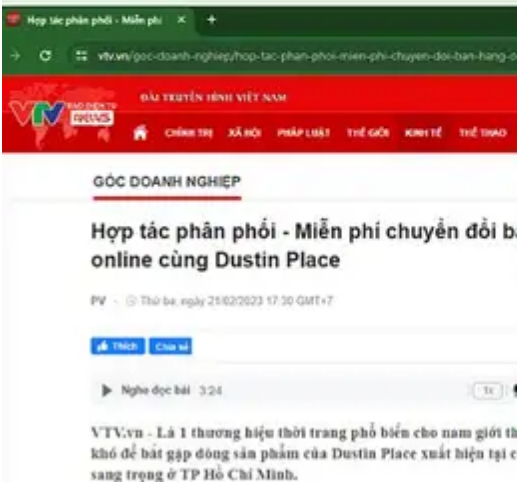 Hợp tác phân phối - Miễn phí
vtv.vn/goc-doanh-nghiep/hop-tac-phan-phoi-mien-phi-chuyen-doi-ban-hang-o
ĐÀI TRUYỀN HÌNH VIỆT NAM
VTV BÁO ĐIỆN TỬ
NEWS
CHÍNH TRỊ XÃ HỘI PHÁP LUẬT THẾ GIỚI KINH TẾ THỂ THAO
GÓC DOANH NGHIỆP
Hợp tác phân phối - Miễn phí chuyển đổi bá
online cùng Dustin Place
PV - Thứ ba, ngày 21/02/2023 17:30 GMT+7
Thích Chia sẻ
Nghe đọc bài 3:24 1x
VTV.vn - Là 1 thương hiệu thời trang phổ biến cho nam giới th
khó để bắt gặp dòng sản phẩm của Dustin Place xuất hiện tại c
sang trọng ở TP Hồ Chí Minh.